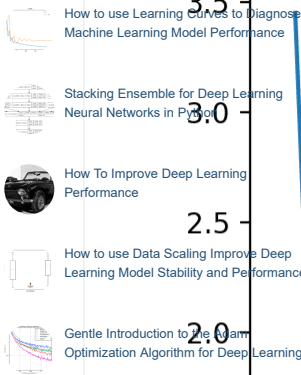 3.5
How to use Learning Curves to Diagnose
Machine Learning Model Performance
Stacking Ensemble for Deep Learning
Neural Networks in Python
3.0
How To Improve Deep Learning
Performance
2.5
How to use Data Scaling Improve Deep
Learning Model Stability and Performance
2.0
Gentle Introduction to the Adam
Optimization Algorithm for Deep Learning